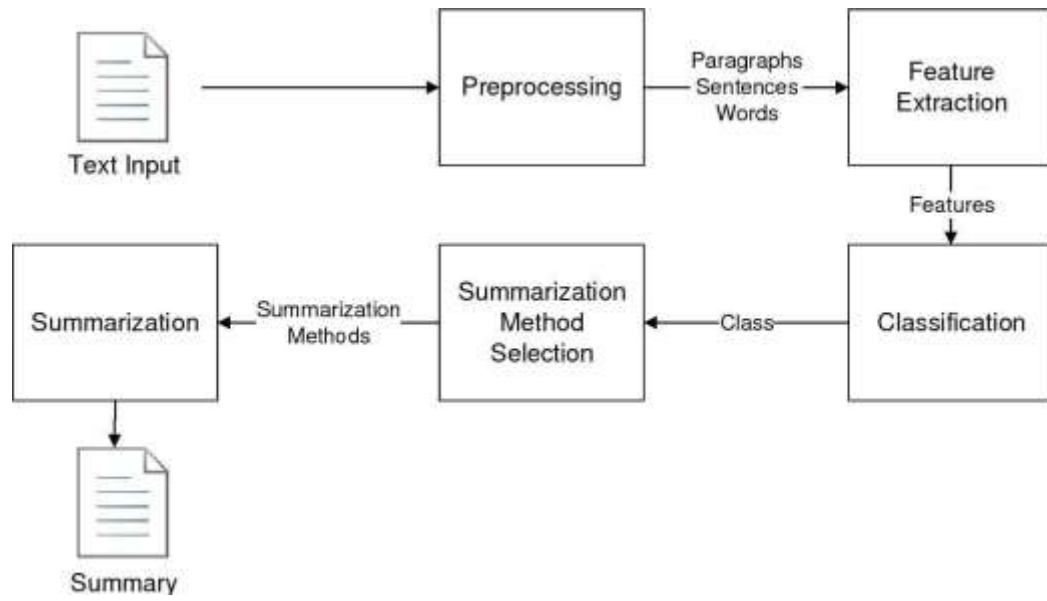 Text Input
Preprocessing
Paragraphs
Sentences
Words
Feature
Extraction
Features
Classification
Class
Summarization
Method
Selection
Summarization
Methods
Summarization
Summary